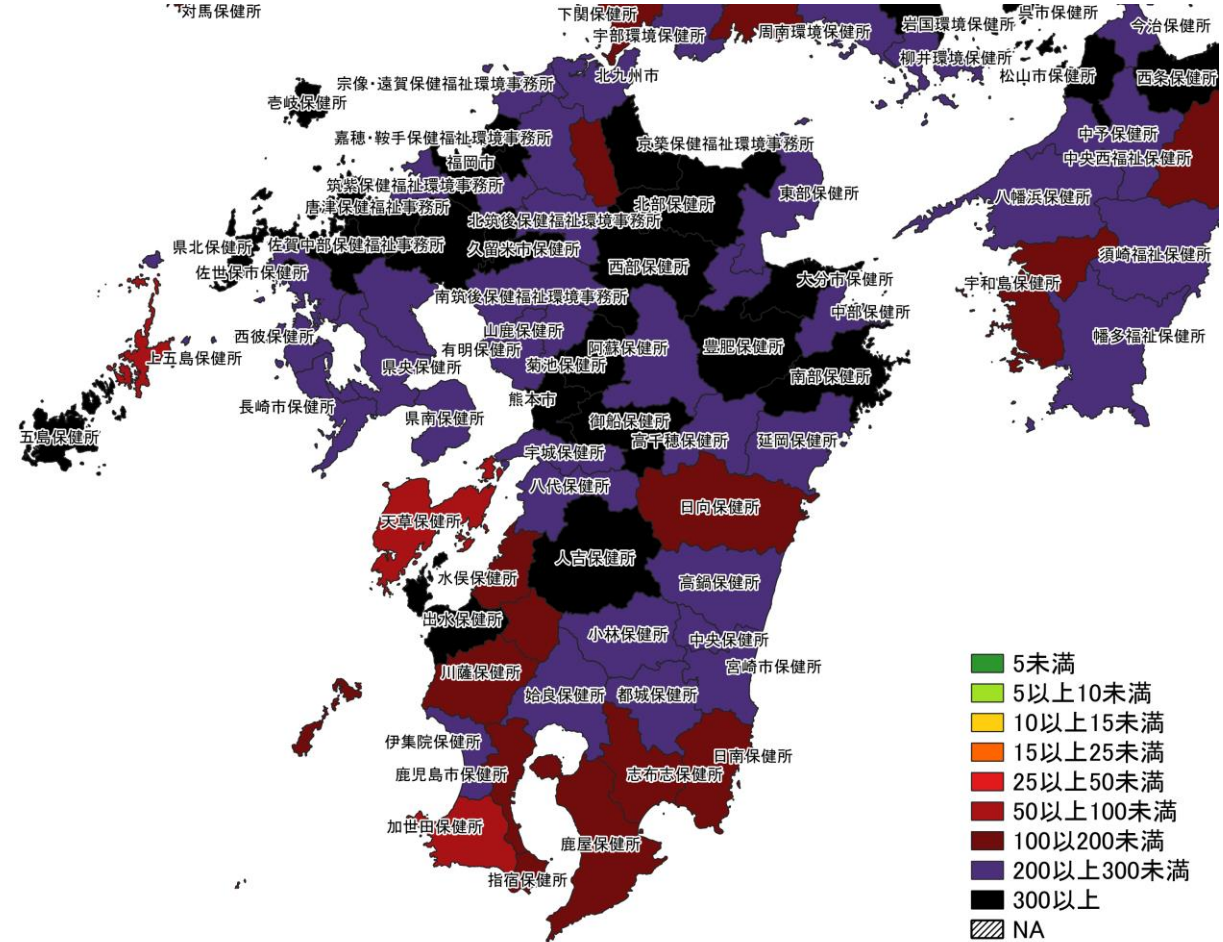 対馬保健所
下関保健所
宇部環境保健所
周南環境保健所
岩国環境保健所
呉市保健所
今治保健所
柳井環境保健所
松山市保健所
西条保健所
北九州市
宗像・遠賀保健福祉環境事務所
壱岐保健所
嘉穂・鞍手保健福祉環境事務所
京築保健福祉環境事務所
中予保健所
中央西福祉保健所
福岡市
筑紫保健福祉環境事務所
東部保健所
八幡浜保健所
唐津保健福祉事務所
北部保健所
北筑後保健福祉環境事務所
県北保健所
佐賀中部保健福祉事務所
久留米市保健所
須崎福祉保健所
佐世保市保健所
西部保健所
大分市保健所
宇和島保健所
南筑後保健福祉環境事務所
中部保健所
西彼保健所
山鹿保健所
幡多福祉保健所
有明保健所
阿蘇保健所
豊肥保健所
上五島保健所
県央保健所
菊池保健所
南部保健所
長崎市保健所
熊本市
県南保健所
御船保健所
五島保健所
高千穂保健所
延岡保健所
宇城保健所
八代保健所
日向保健所
天草保健所
人吉保健所
水俣保健所
高鍋保健所
出水保健所
小林保健所
中央保健所
宮崎市保健所
川薩保健所
姶良保健所
都城保健所
伊集院保健所
日南保健所
鹿児島市保健所
志布志保健所
加世田保健所
鹿屋保健所
指宿保健所
5未満
5以上10未満
10以上15未満
15以上25未満
25以上50未満
50以上100未満
100以200未満
200以上300未満
300以上
NA